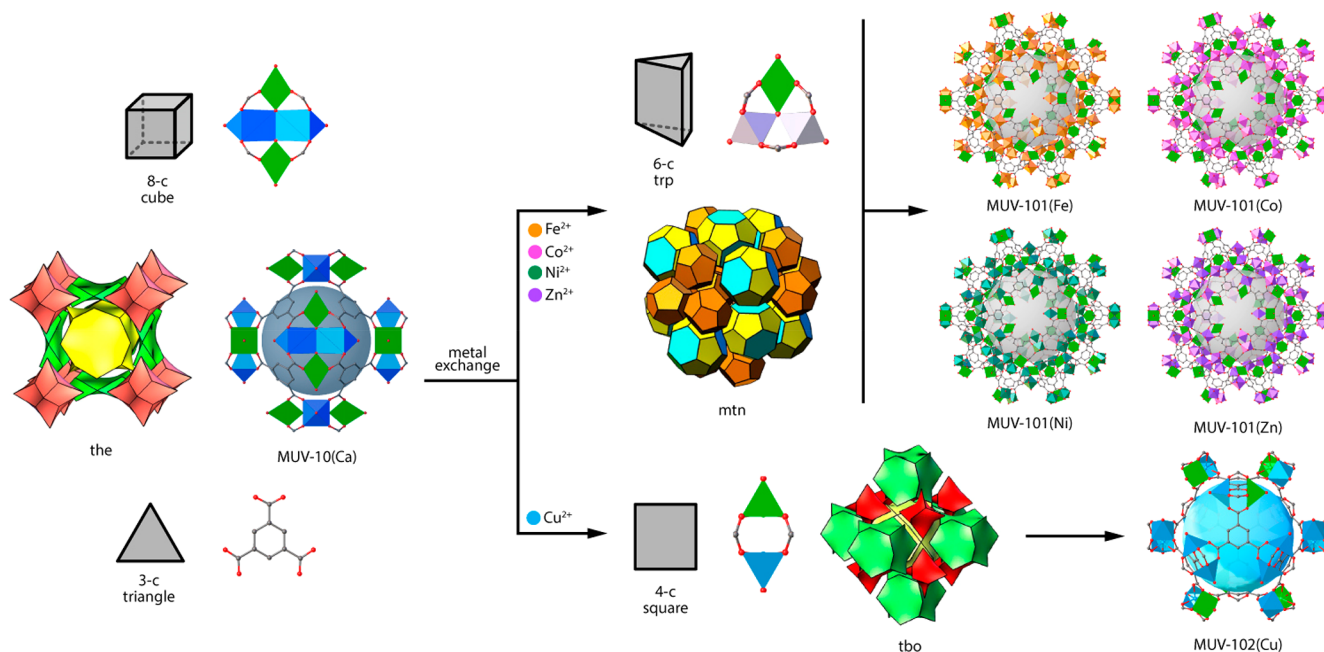 8-c
cube
the
MUV-10(Ca)
3-c
triangle
metal
exchange
Fe²⁺
Co²⁺
Ni²⁺
Zn²⁺
Cu²⁺
6-c
trp
mtn
4-c
square
tbo
MUV-101(Fe)
MUV-101(Co)
MUV-101(Ni)
MUV-101(Zn)
MUV-102(Cu)